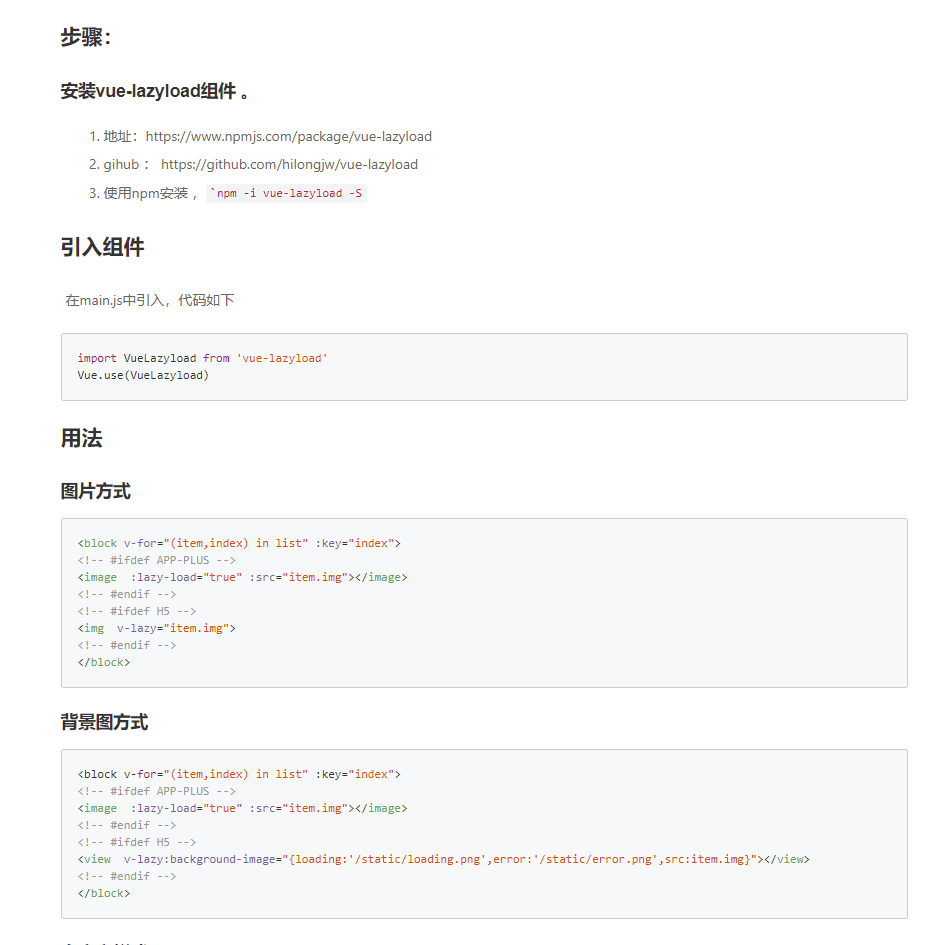 步骤：
安装vue-lazyload组件 。
1. 地址：https://www.npmjs.com/package/vue-lazyload
2. gihub ： https://github.com/hilongjw/vue-lazyload
3. 使用npm安装 ，`npm -i vue-lazyload -S
引入组件
在main.js中引入，代码如下
import VueLazyload from 'vue-lazyload'
Vue.use(VueLazyload)
用法
图片方式
<block v-for="(item,index) in list" :key="index">
<!-- #ifdef APP-PLUS -->
<image  :lazy-load="true" :src="item.img"></image>
<!-- #endif -->
<!-- #ifdef H5 -->
<img  v-lazy="item.img">
<!-- #endif -->
</block>
背景图方式
<block v-for="(item,index) in list" :key="index">
<!-- #ifdef APP-PLUS -->
<image  :lazy-load="true" :src="item.img"></image>
<!-- #endif -->
<!-- #ifdef H5 -->
<view  v-lazy:background-image="{loading:'/static/loading.png',error:'/static/error.png',src:item.img}"></view>
<!-- #endif -->
</block>